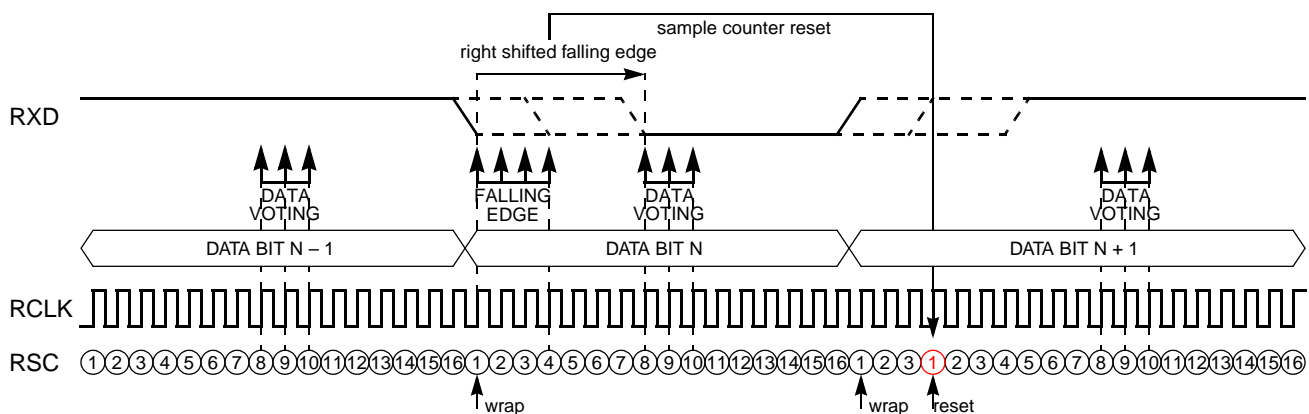 sample counter reset
right shifted falling edge
RXD
DATA
VOTING
FALLING
EDGE
DATA
VOTING
DATA
VOTING
DATA BIT N – 1
DATA BIT N
DATA BIT N + 1
RCLK
RSC 1 2 3 4 5 6 7 8 9 10 11 12 13 14 15 16 1 2 3 4 5 6 7 8 9 10 11 12 13 14 15 16 1 2 3 1 2 3 4 5 6 7 8 9 10 11 12 13 14 15 16
wrap
wrap
reset